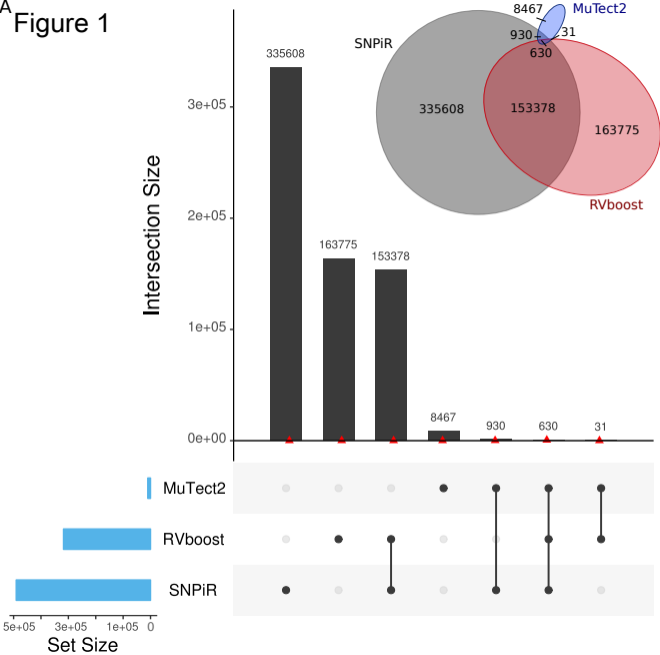 A
Figure 1
8467
MuTect2
930
31
630
SNPiR
335608
153378
163775
RVboost
335608
163775
153378
8467
930
630
31
Intersection Size
3e+05
2e+05
1e+05
0e+00
MuTect2
RVboost
SNPiR
5e+05 3e+05 1e+05 0
Set Size